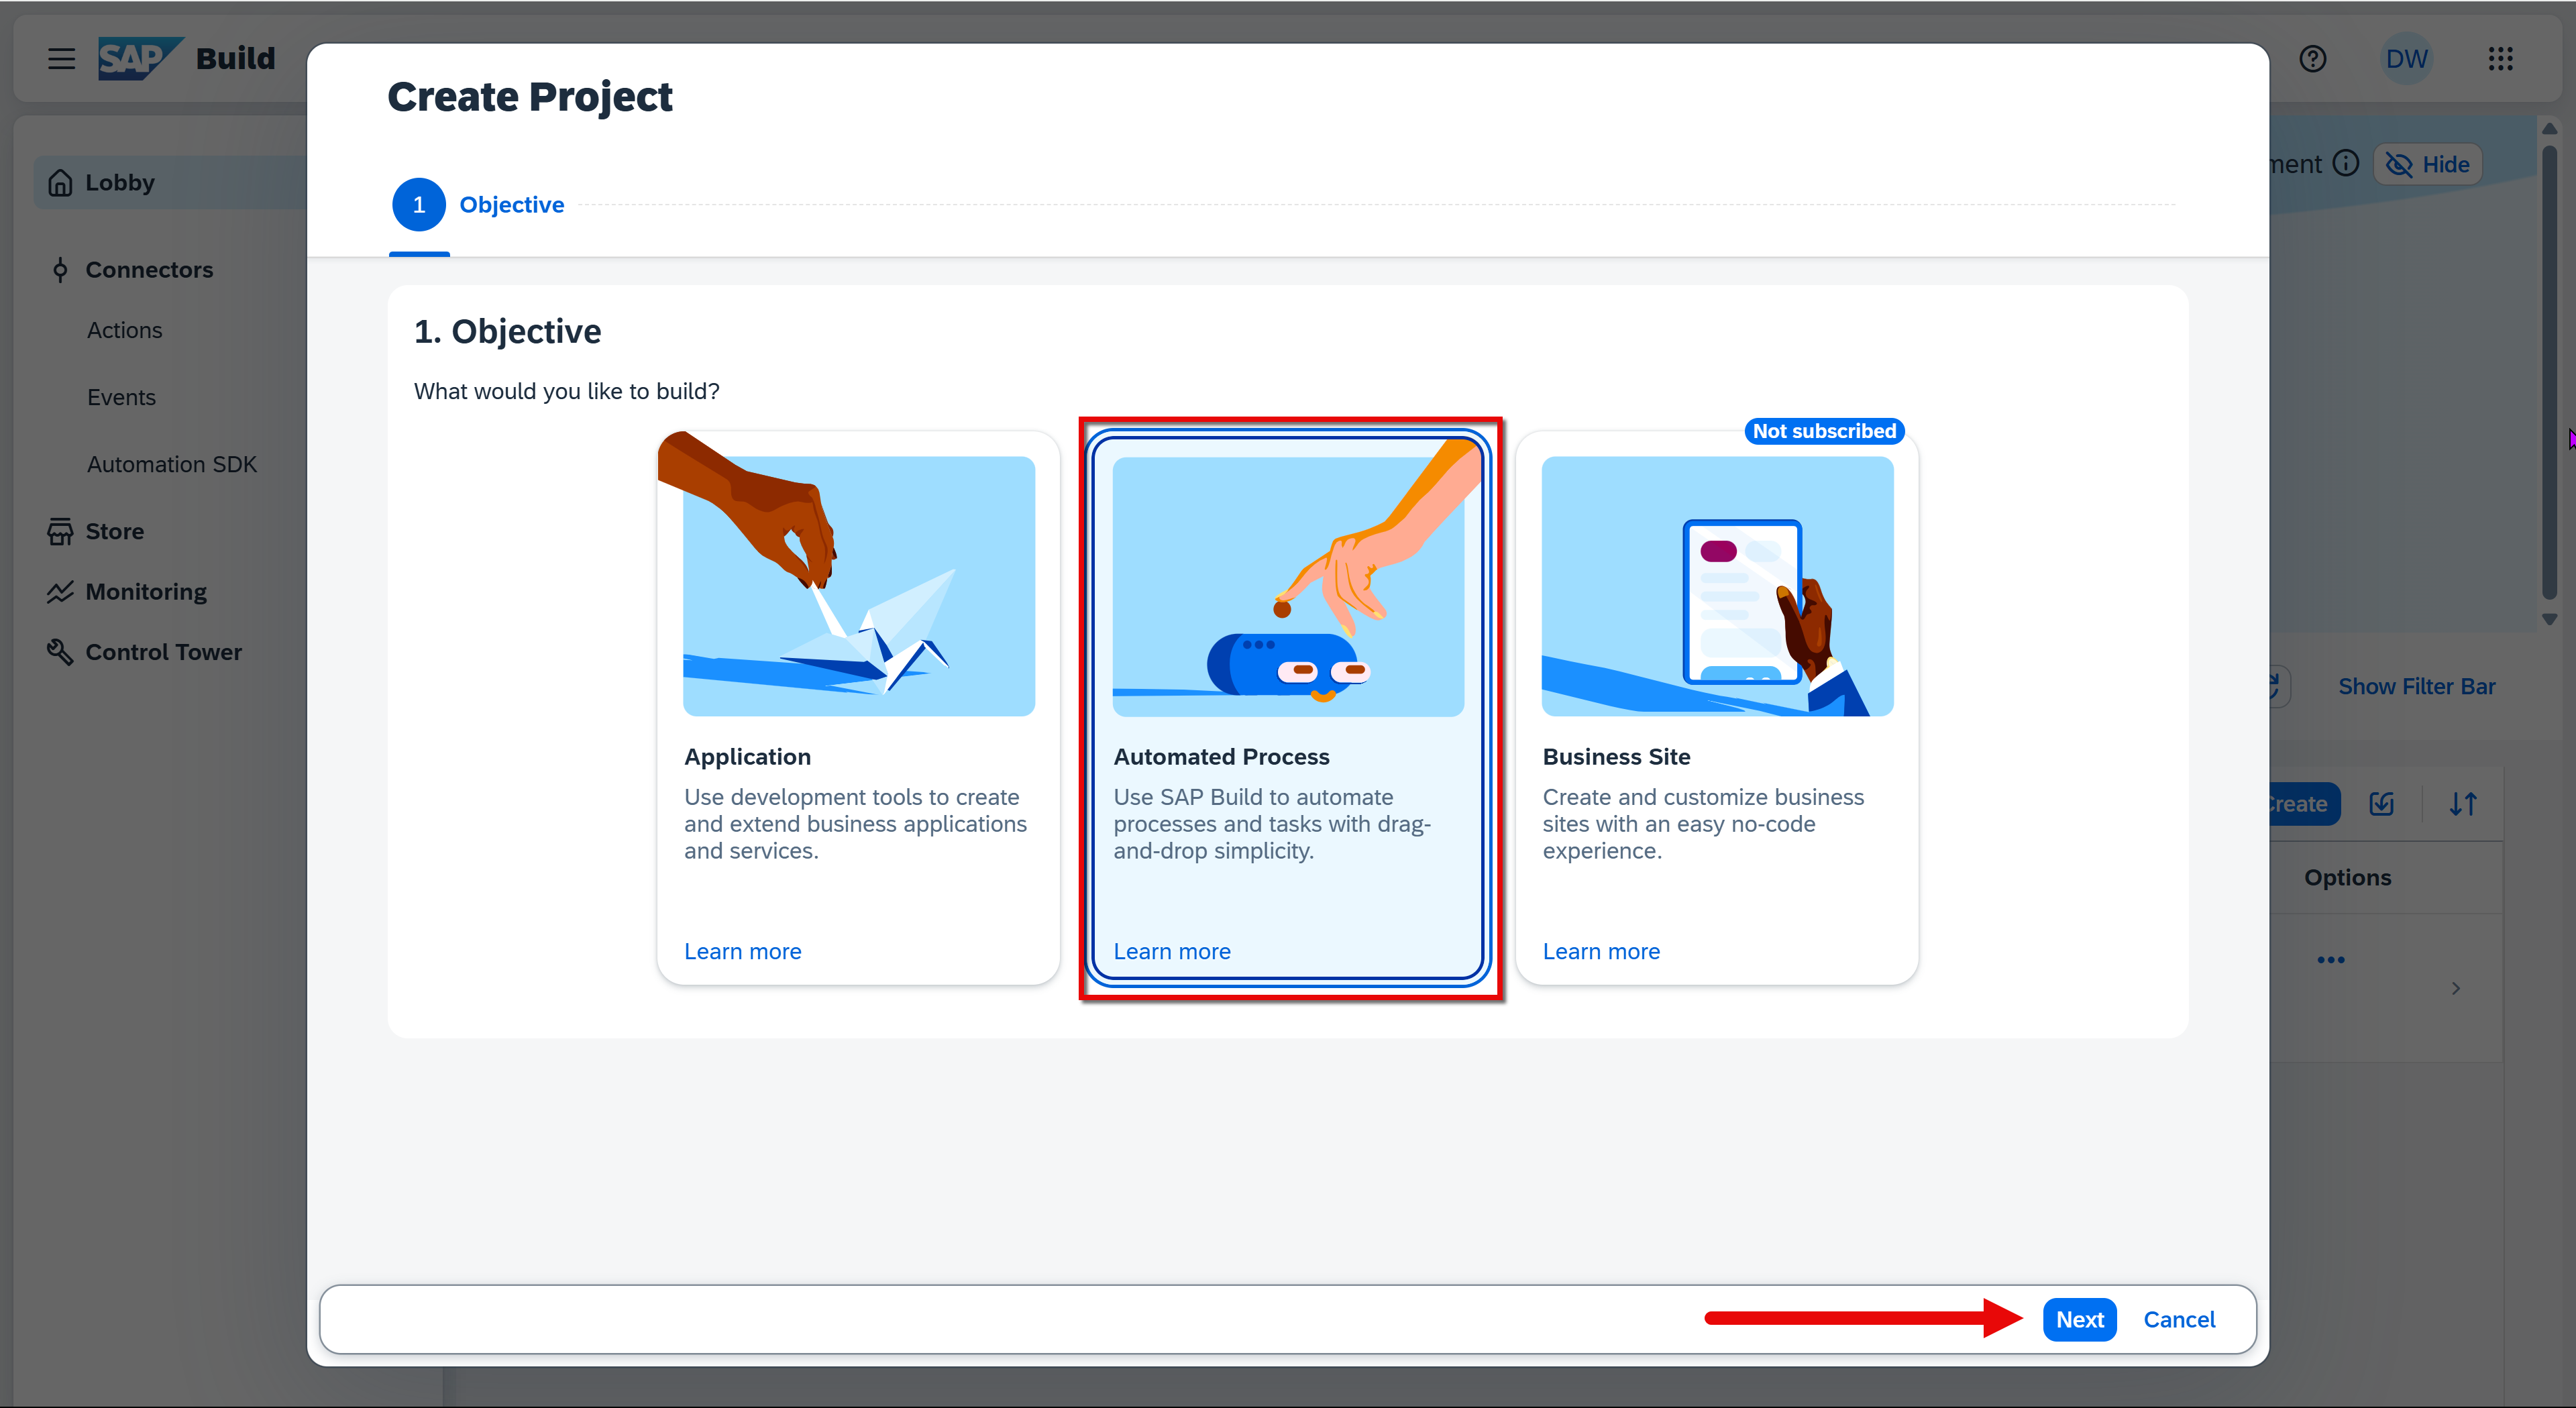 SAP Build
DW
Create Project
Hide
Lobby
1 Objective
Connectors
Actions
Events
Automation SDK
Store
Monitoring
Control Tower
1. Objective
What would you like to build?
Not subscribed
Application
Use development tools to create
and extend business applications
and services.
Learn more
Automated Process
Use SAP Build to automate
processes and tasks with drag-
and-drop simplicity.
Learn more
Business Site
Create and customize business
sites with an easy no-code
experience.
Learn more
Show Filter Bar
Create
Options
Next
Cancel